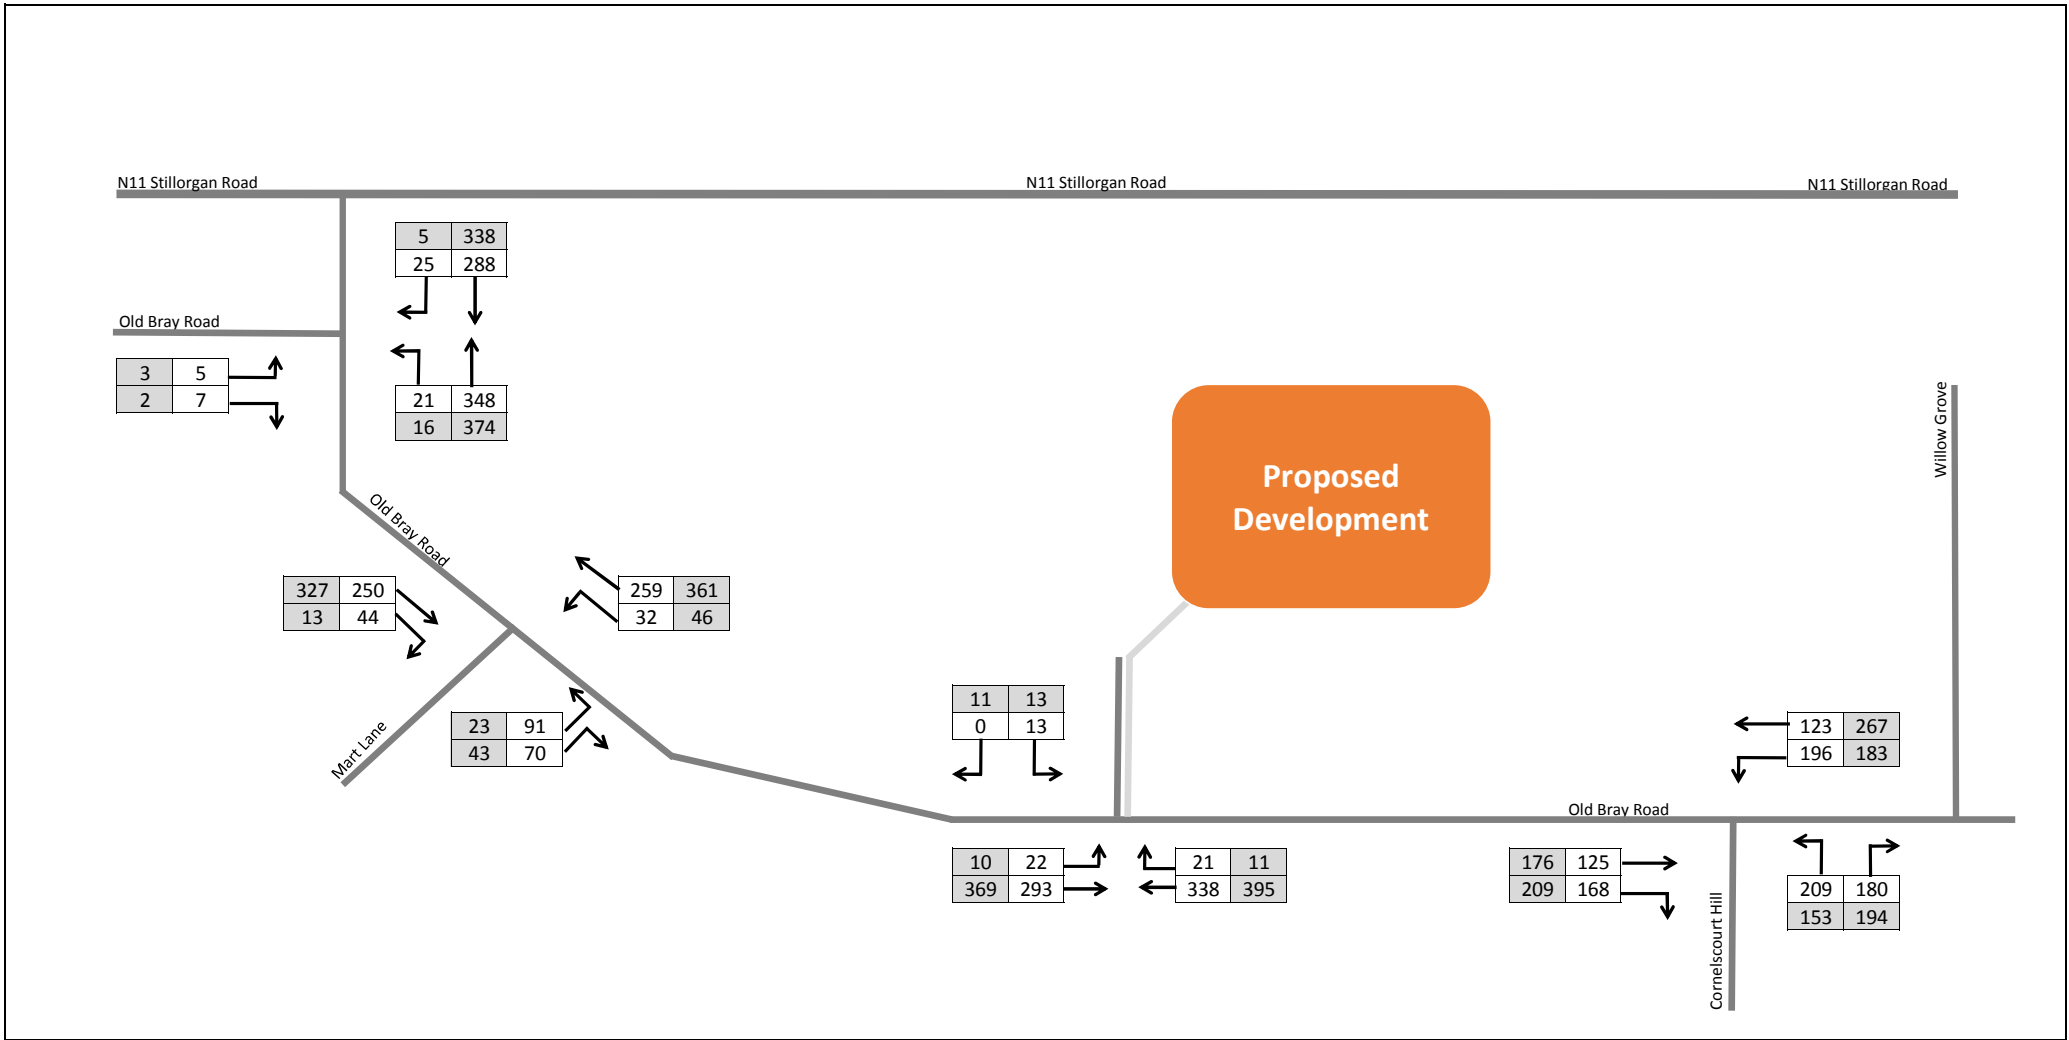 N11 Stillorgan Road
N11 Stillorgan Road
N11 Stillorgan Road
5 338
25 288
Old Bray Road
3 5
2 7
21 348
16 374
Proposed
Development
Willow Grove
Old Bray Road
327 250
13 44
259 361
32 46
23 91
43 70
Mart Lane
11 13
0 13
123 267
196 183
Old Bray Road
10 22
369 293
21 11
338 395
176 125
209 168
209 180
153 194
Cornelscourt Hill